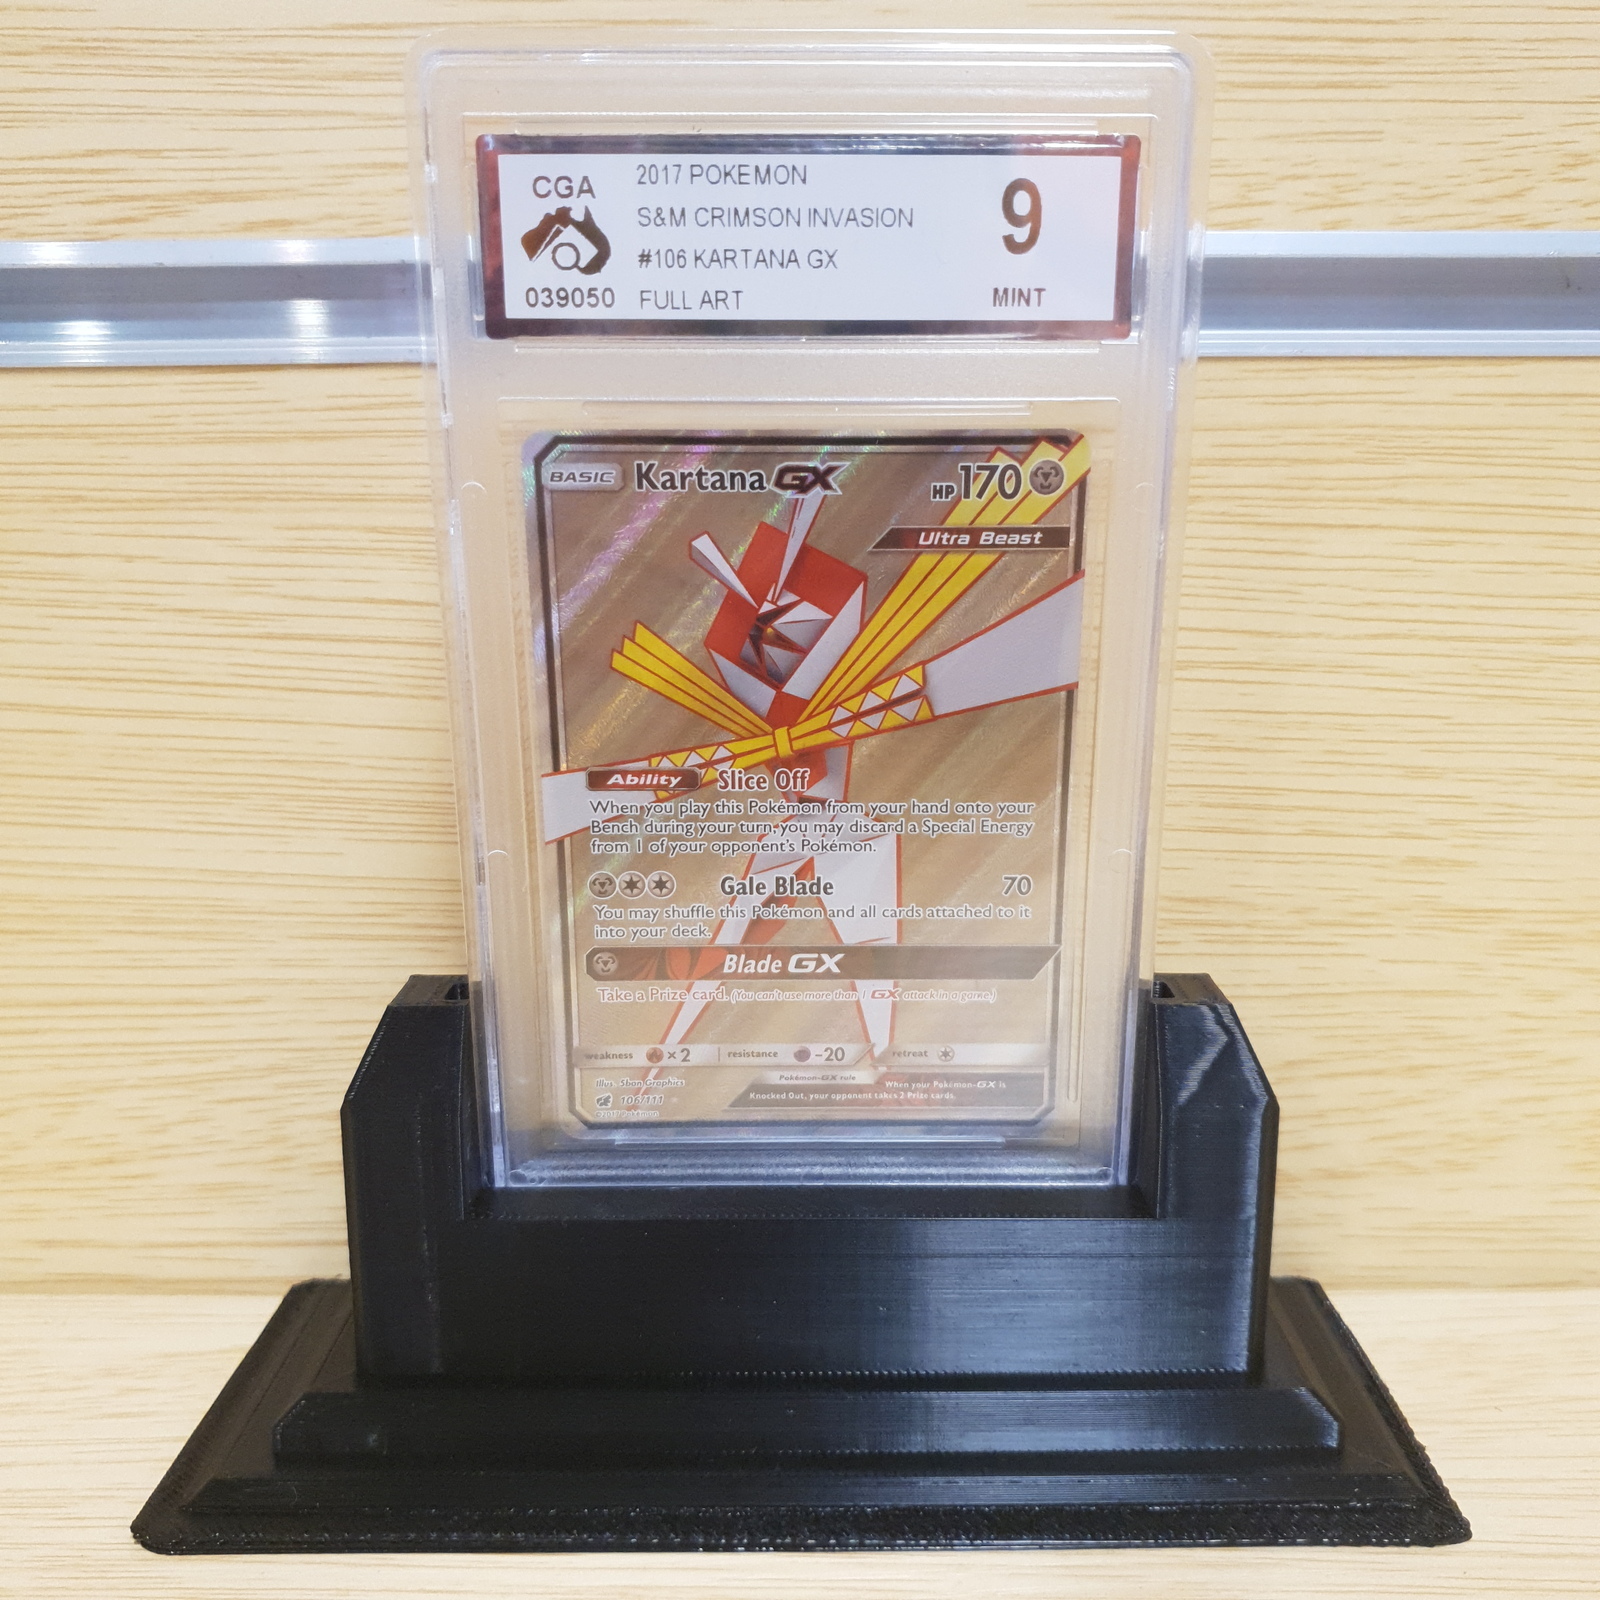 CGA
039050
2017 POKEMON
S&M CRIMSON INVASION
#106 KARTANA GX
FULL ART
9
MINT
BASIC Kartana GX HP 170
Ultra Beast
Ability Slice Off
When you play this Pokémon from your hand onto your
Bench during your turn, you may discard a Special Energy
from 1 of your opponent's Pokémon.
Gale Blade 70
You may shuffle this Pokémon and all cards attached to it
into your deck.
Blade GX
Take a Prize card. (You can't use more than 1 GX attack in a game.)
weakness ×2 resistance -20 retreat
Illus. 5ban Graphics
106/111
©2017 Pokémon
Pokémon-GX rule
When your Pokémon-GX is
Knocked Out, your opponent takes 2 Prize cards.